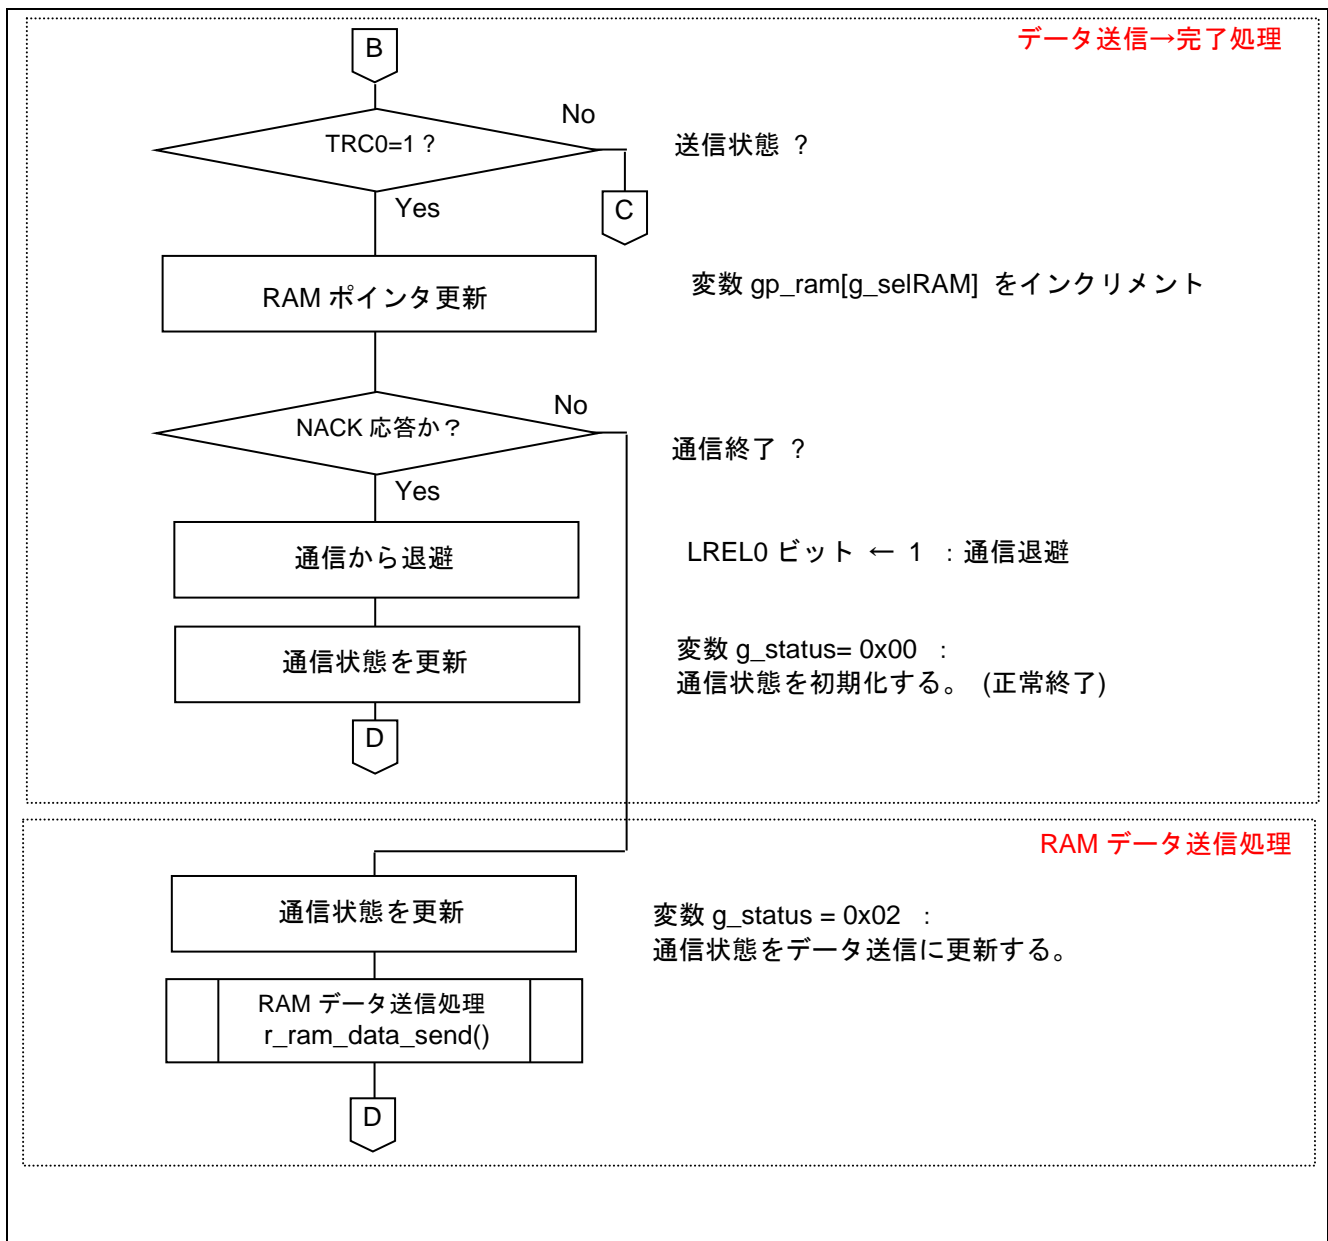 データ送信→完了処理
B
No
TRC0=1？
送信状態 ？
Yes
C
RAM ポインタ更新
変数 gp_ram[g_selRAM] をインクリメント
No
NACK 応答か？
通信終了 ？
Yes
通信から退避
LREL0 ビット ← 1 ：通信退避
通信状態を更新
変数 g_status= 0x00 ：
通信状態を初期化する。 (正常終了)
D
RAM データ送信処理
通信状態を更新
変数 g_status = 0x02 ：
通信状態をデータ送信に更新する。
RAM データ送信処理
r_ram_data_send()
D